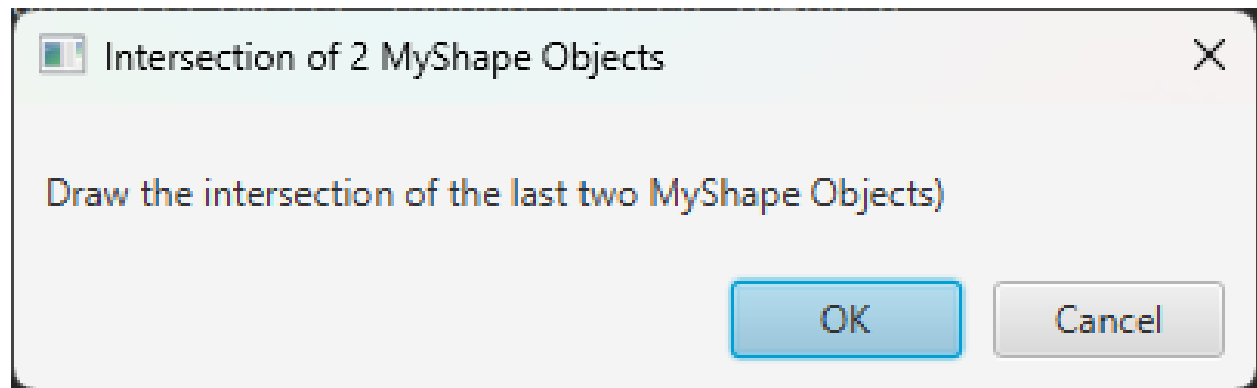 Intersection of 2 MyShape Objects
Draw the intersection of the last two MyShape Objects)
OK Cancel